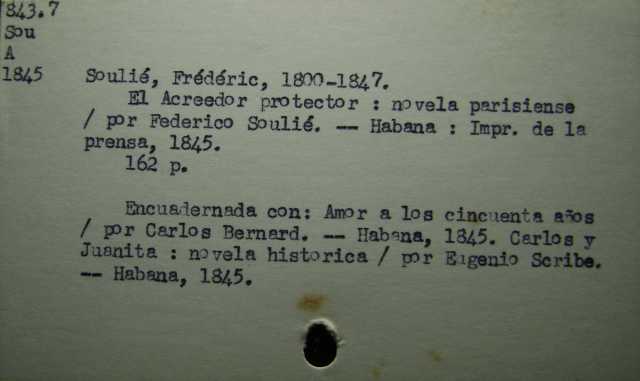 843.7
Sou
A
1845 Soulié, Frédéric, 1800-1847.
El Acreedor protector : novela parisiense
/ por Federico Soulié. -- Habana : Impr. de la
prensa, 1845.
162 p.
Encuadernada con: Amor a los cincuenta años
/ por Carlos Bernard. -- Habana, 1845. Carlos y
Juanita : novela historica / por Eugenio Scribe.
-- Habana, 1845.